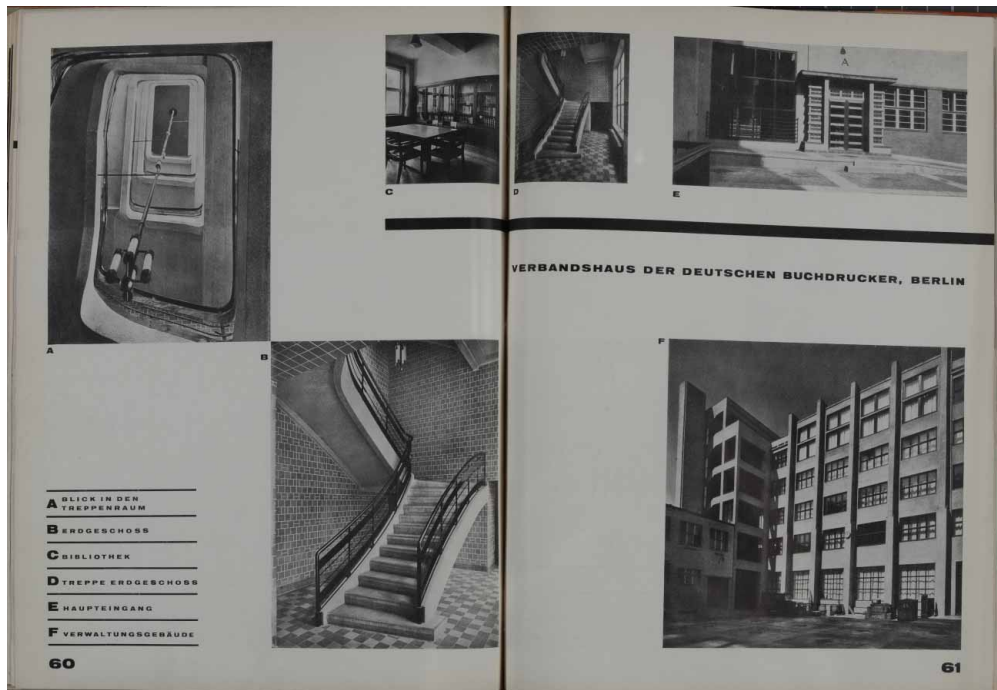 A
B
C
D
E
F
VERBANDSHAUS DER DEUTSCHEN BUCHDRUCKER, BERLIN
A BLICK IN DEN
TREPPENRAUM
B ERDGESCHOSS
C BIBLIOTHEK
D TREPPE ERDGESCHOSS
E HAUPTEINGANG
F VERWALTUNGSGEBÄUDE
60
61